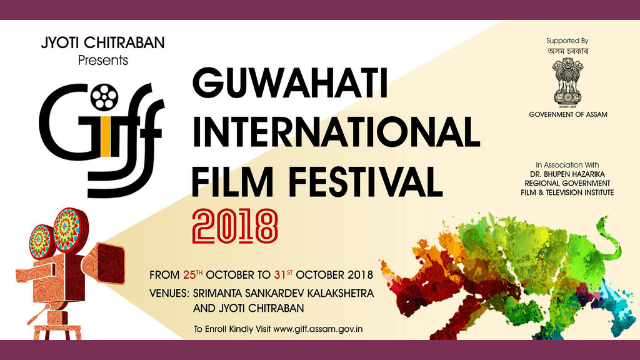 JYOTI CHITRABAN
Presents
Giff
GUWAHATI
INTERNATIONAL
FILM FESTIVAL
2018
FROM 25TH OCTOBER TO 31ST OCTOBER 2018
VENUES: SRIMANTA SANKARDEV KALAKSHETRA
AND JYOTI CHITRABAN
To Enroll Kindly Visit www.giff.assam.gov.in
Supported By
অসম চৰকাৰ
GOVERNMENT OF ASSAM
In Association With
DR. BHUPEN HAZARIKA
REGIONAL GOVERNMENT
FILM & TELEVISION INSTITUTE